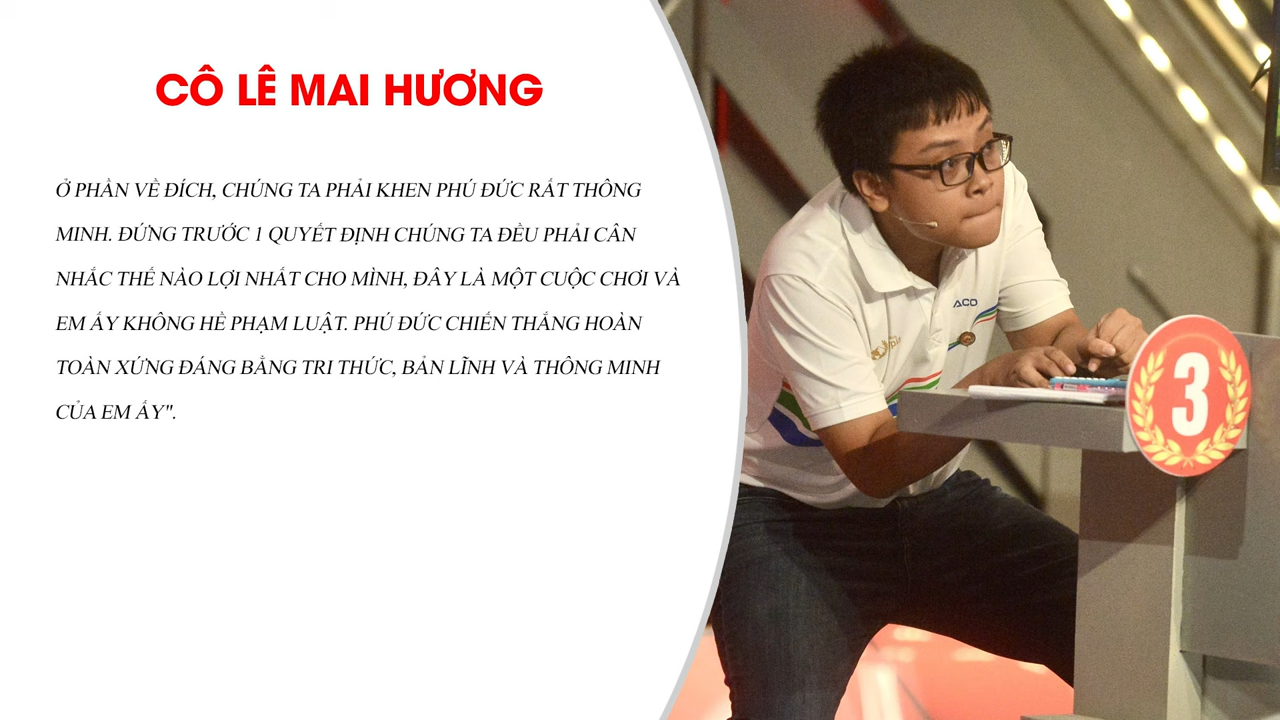 CÔ LÊ MAI HƯƠNG
Ở PHẦN VỀ ĐÍCH, CHÚNG TA PHẢI KHEN PHÚ ĐỨC RẤT THÔNG
MINH. ĐỨNG TRƯỚC 1 QUYẾT ĐỊNH CHÚNG TA ĐỀU PHẢI CÂN
NHẮC THẾ NÀO LỢI NHẤT CHO MÌNH, ĐÂY LÀ MỘT CUỘC CHƠI VÀ
EM ẤY KHÔNG HỀ PHẠM LUẬT. PHÚ ĐỨC CHIẾN THẮNG HOÀN
TOÀN XỨNG ĐÁNG BẰNG TRI THỨC, BẢN LĨNH VÀ THÔNG MINH
CỦA EM ẤY".
ACO
3